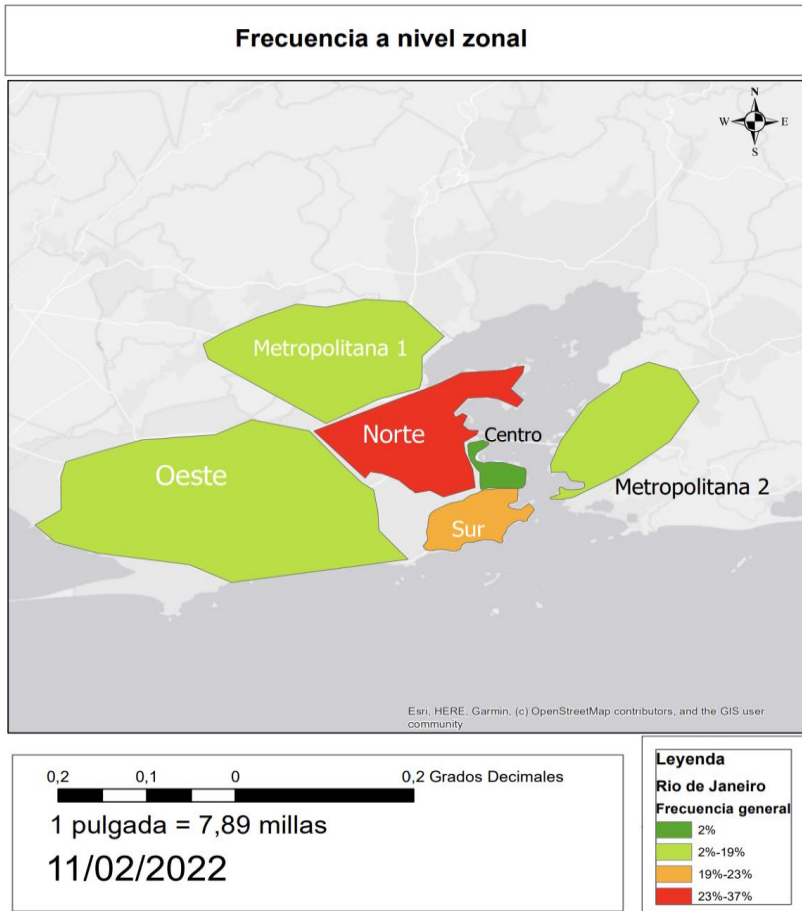 Frecuencia a nivel zonal
N
W E
S
Metropolitana 1
Norte
Centro
Oeste
Metropolitana 2
Sur
Esri, HERE, Garmin, (c) OpenStreetMap contributors, and the GIS user
community
0,2 0,1 0 0,2 Grados Decimales
1 pulgada = 7,89 millas
11/02/2022
Leyenda
Rio de Janeiro
Frecuencia general
2%
2%-19%
19%-23%
23%-37%